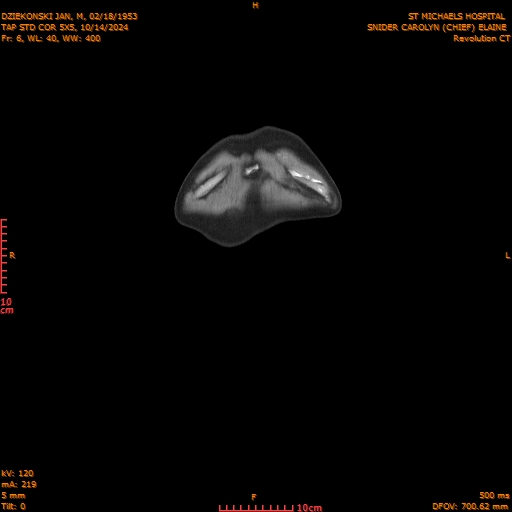 H
DZIEKONSKI JAN, M, 02/18/1953
TAP STD COR 5X5, 10/14/2024
Fr: 6, WL: 40, WW: 400
ST MICHAELS HOSPITAL
SNIDER CAROLYN (CHIEF) ELAINE
Revolution CT
R
L
10
cm
kV: 120
mA: 219
5 mm
Tilt: 0
F
10cm
500 ms
DFOV: 700.62 mm